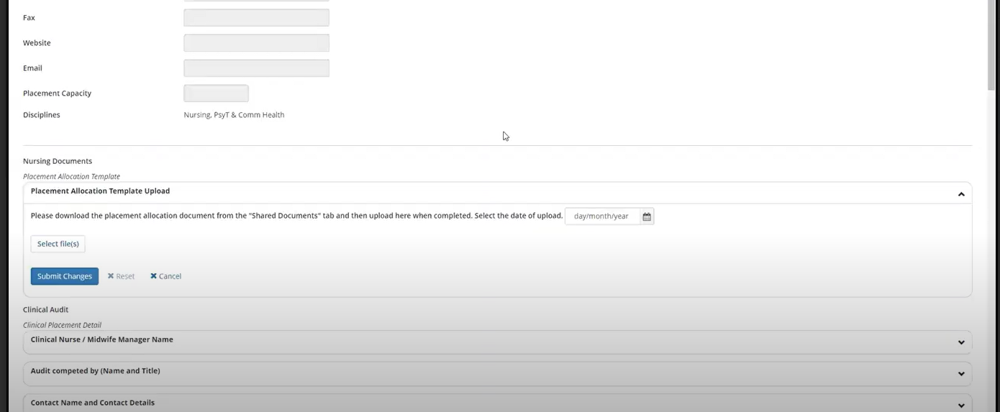 Fax
Website
Email
Placement Capacity
Disciplines Nursing, PsyT & Comm Health
Nursing Documents
Placement Allocation Template
Placement Allocation Template Upload
Please download the placement allocation document from the "Shared Documents" tab and then upload here when completed. Select the date of upload. day/month/year
Select file(s)
Submit Changes Reset Cancel
Clinical Audit
Clinical Placement Detail
Clinical Nurse / Midwife Manager Name
Audit competed by (Name and Title)
Contact Name and Contact Details